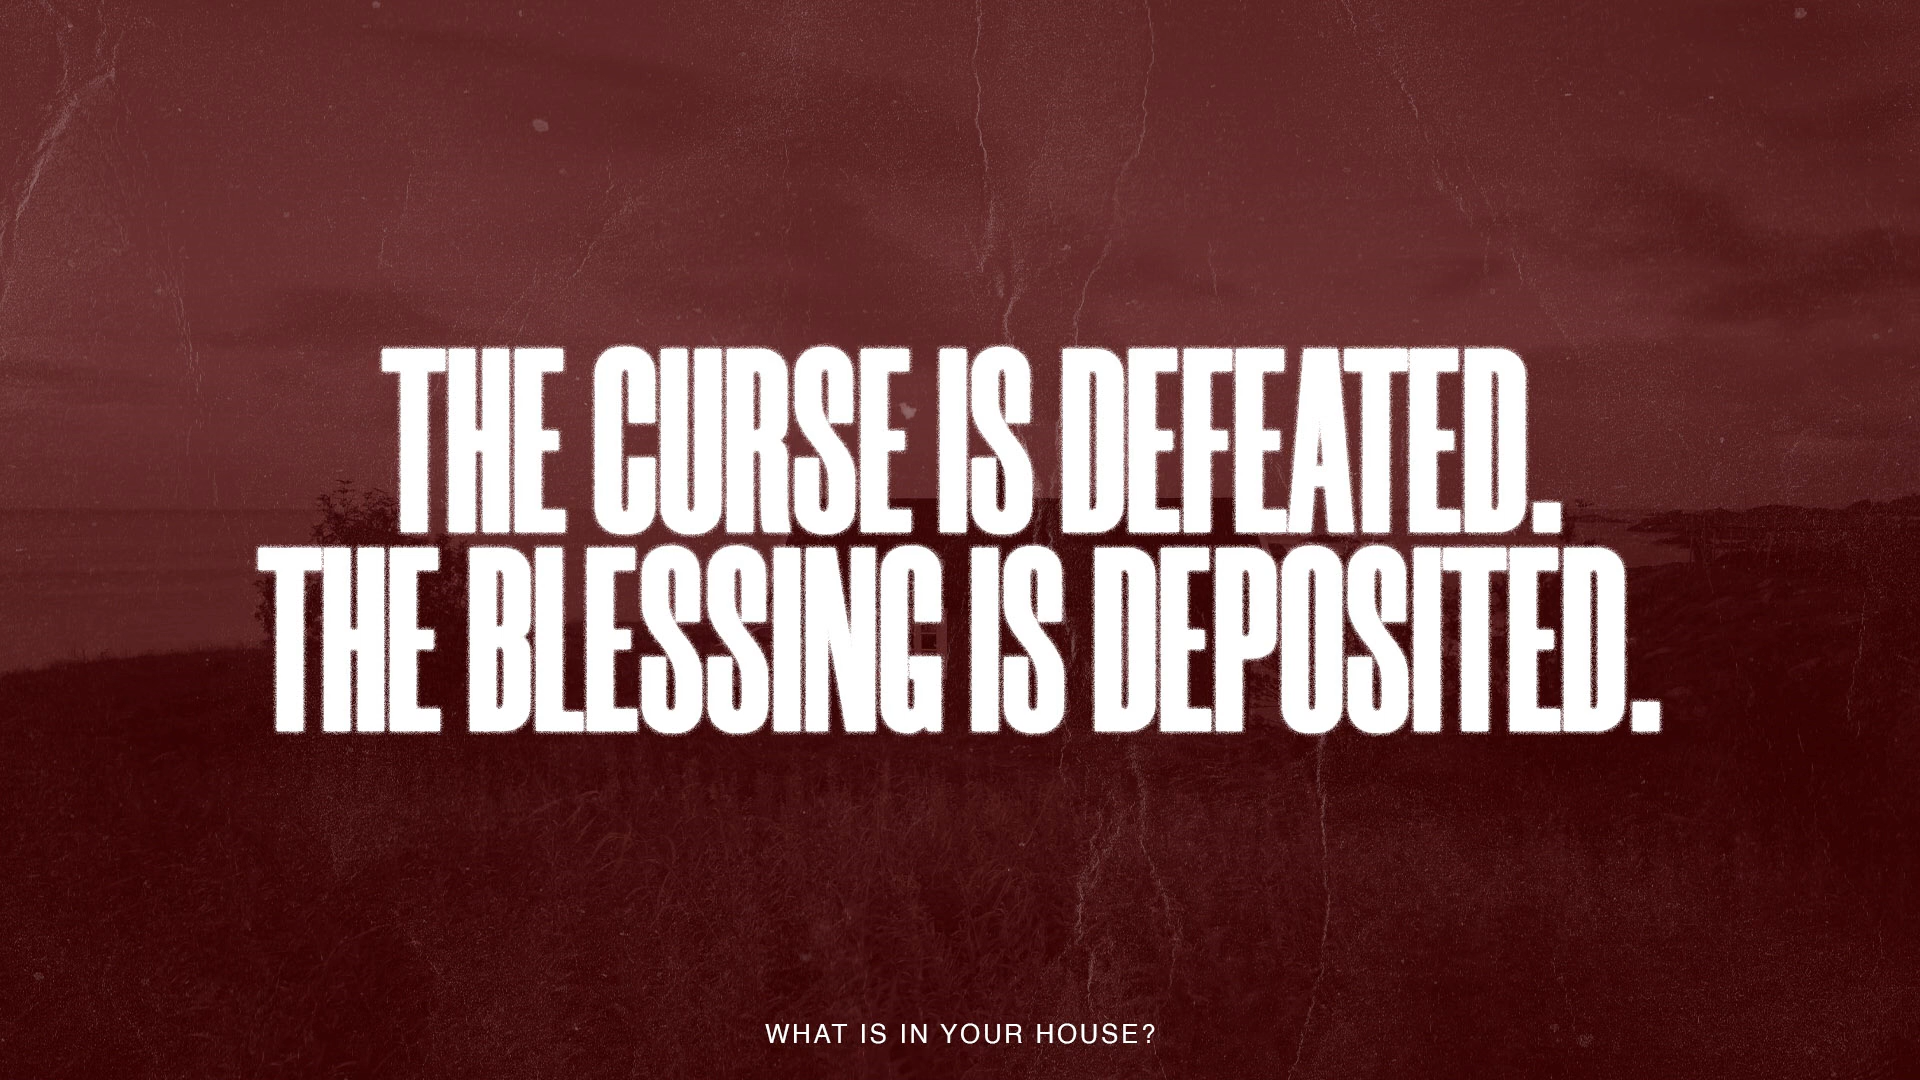 THE CURSE IS DEFEATED.
THE BLESSING IS DEPOSITED.
WHAT IS IN YOUR HOUSE?